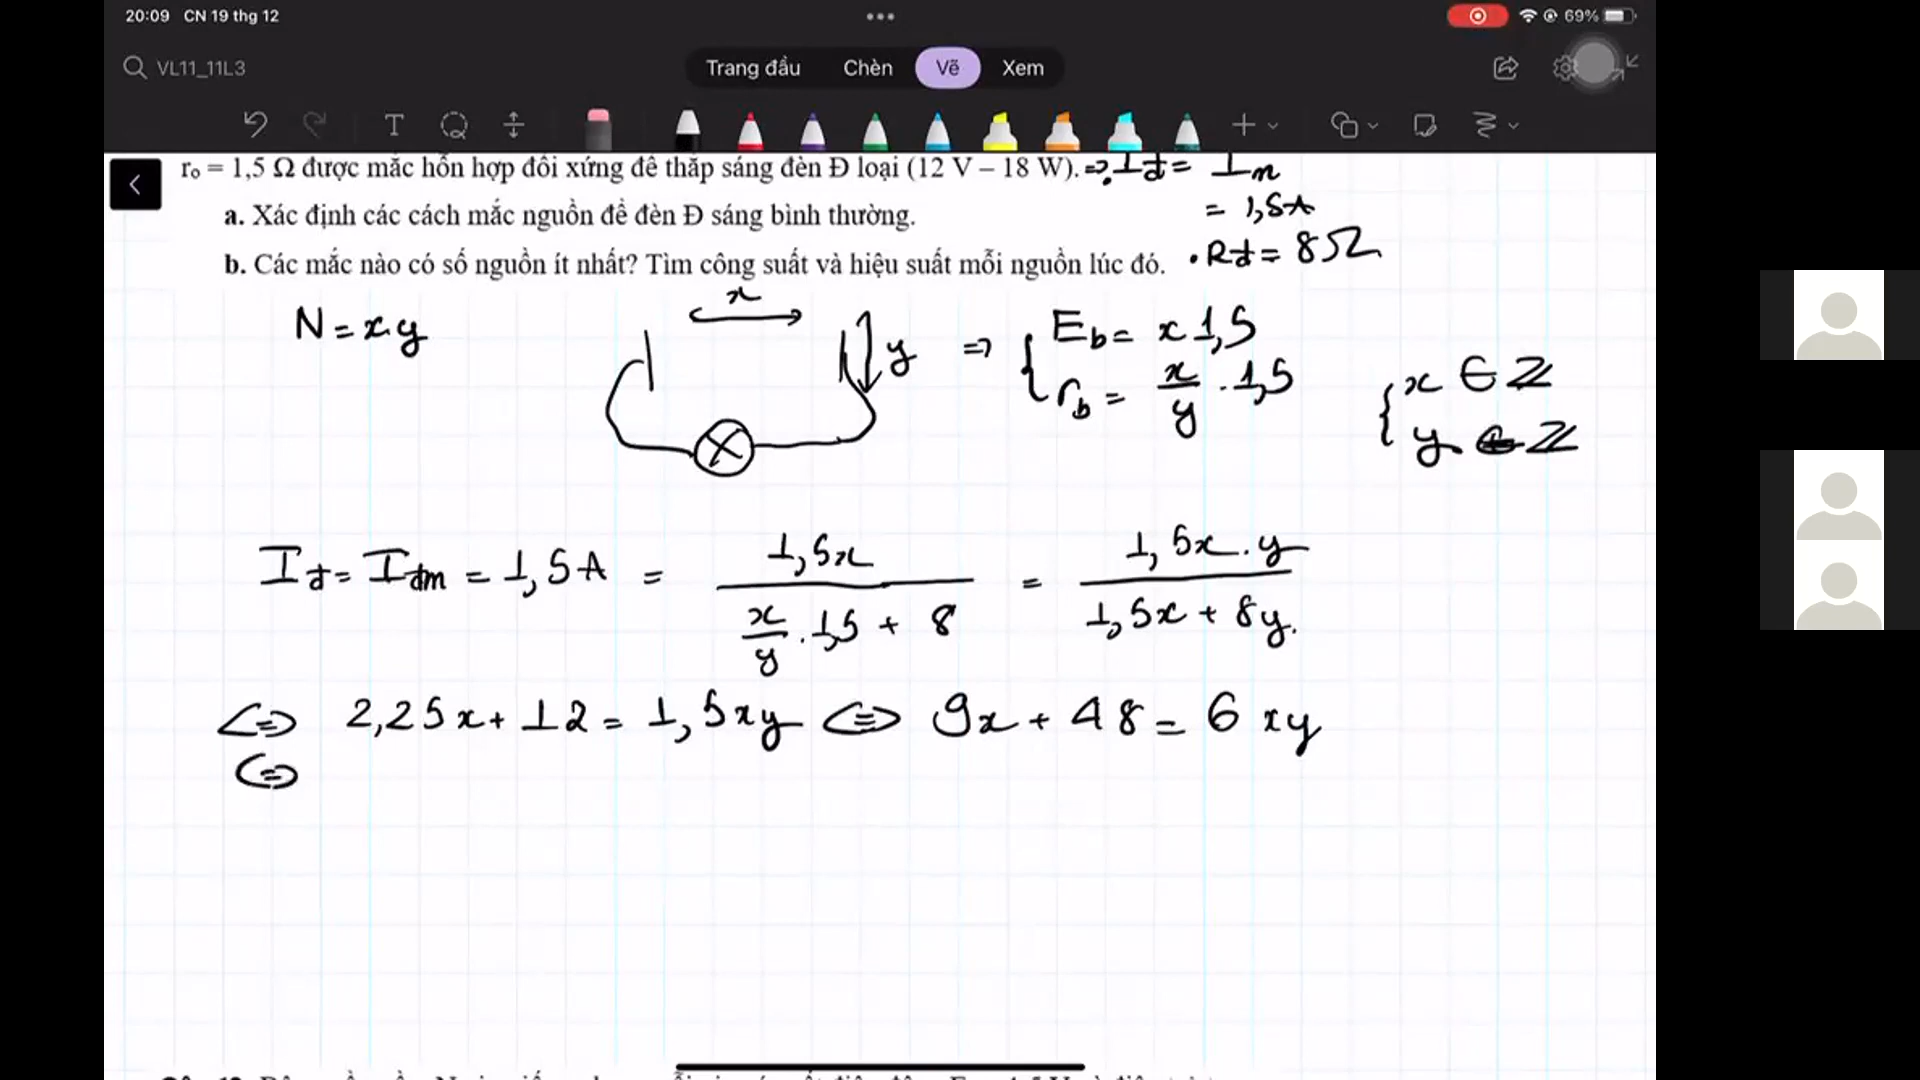 20:09 CN 19 thg 12
69%
VL11_11L3
Trang đầu Chèn Vẽ Xem
r₀ = 1,5 Ω được mắc hỗn hợp đối xứng để thắp sáng đèn Đ loại (12 V – 18 W). => Iđ = Im
= 1,5A
a. Xác định các cách mắc nguồn để đèn Đ sáng bình thường.
b. Các mắc nào có số nguồn ít nhất? Tìm công suất và hiệu suất mỗi nguồn lúc đó. • Rđ = 8Ω
N = x.y
x
y => { Eb = x 1,5
rb = x/y . 1,5
{ x ∈ Z
y ∈ Z
Iđ = Iđm = 1,5A = 1,5x / (x/y . 1,5 + 8) = 1,5x.y / (1,5x + 8y)
<=> 2,25x + 12 = 1,5xy <=> 9x + 48 = 6xy
<=>